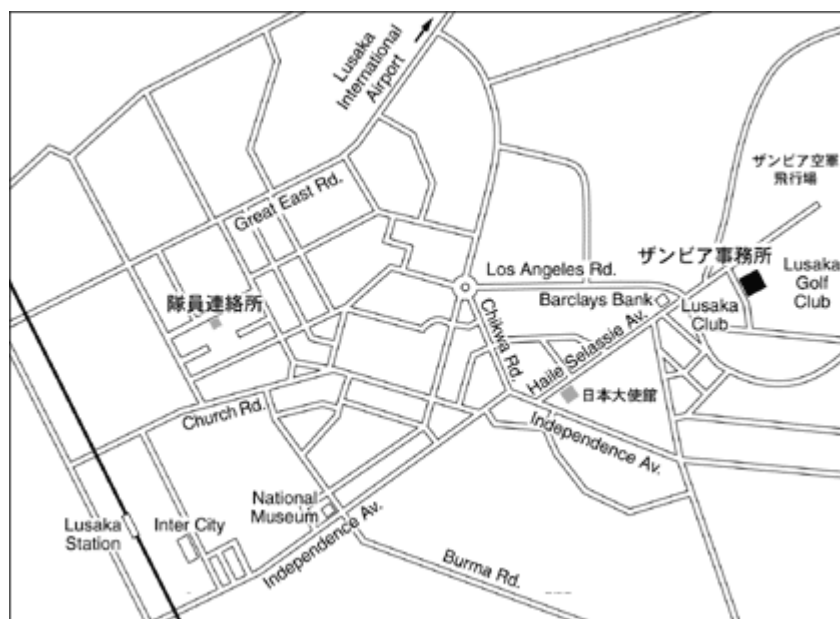 Lusaka
International
Airport
ザンビア空軍
飛行場
Great East Rd.
ザンビア事務所
Los Angeles Rd.
Lusaka
Golf
Club
隊員連絡所
Barclays Bank
Lusaka
Club
Chikwa Rd.
Haile Selassie Av.
日本大使館
Church Rd.
Independence Av.
National
Museum
Lusaka
Station
Inter City
Independence Av.
Burma Rd.